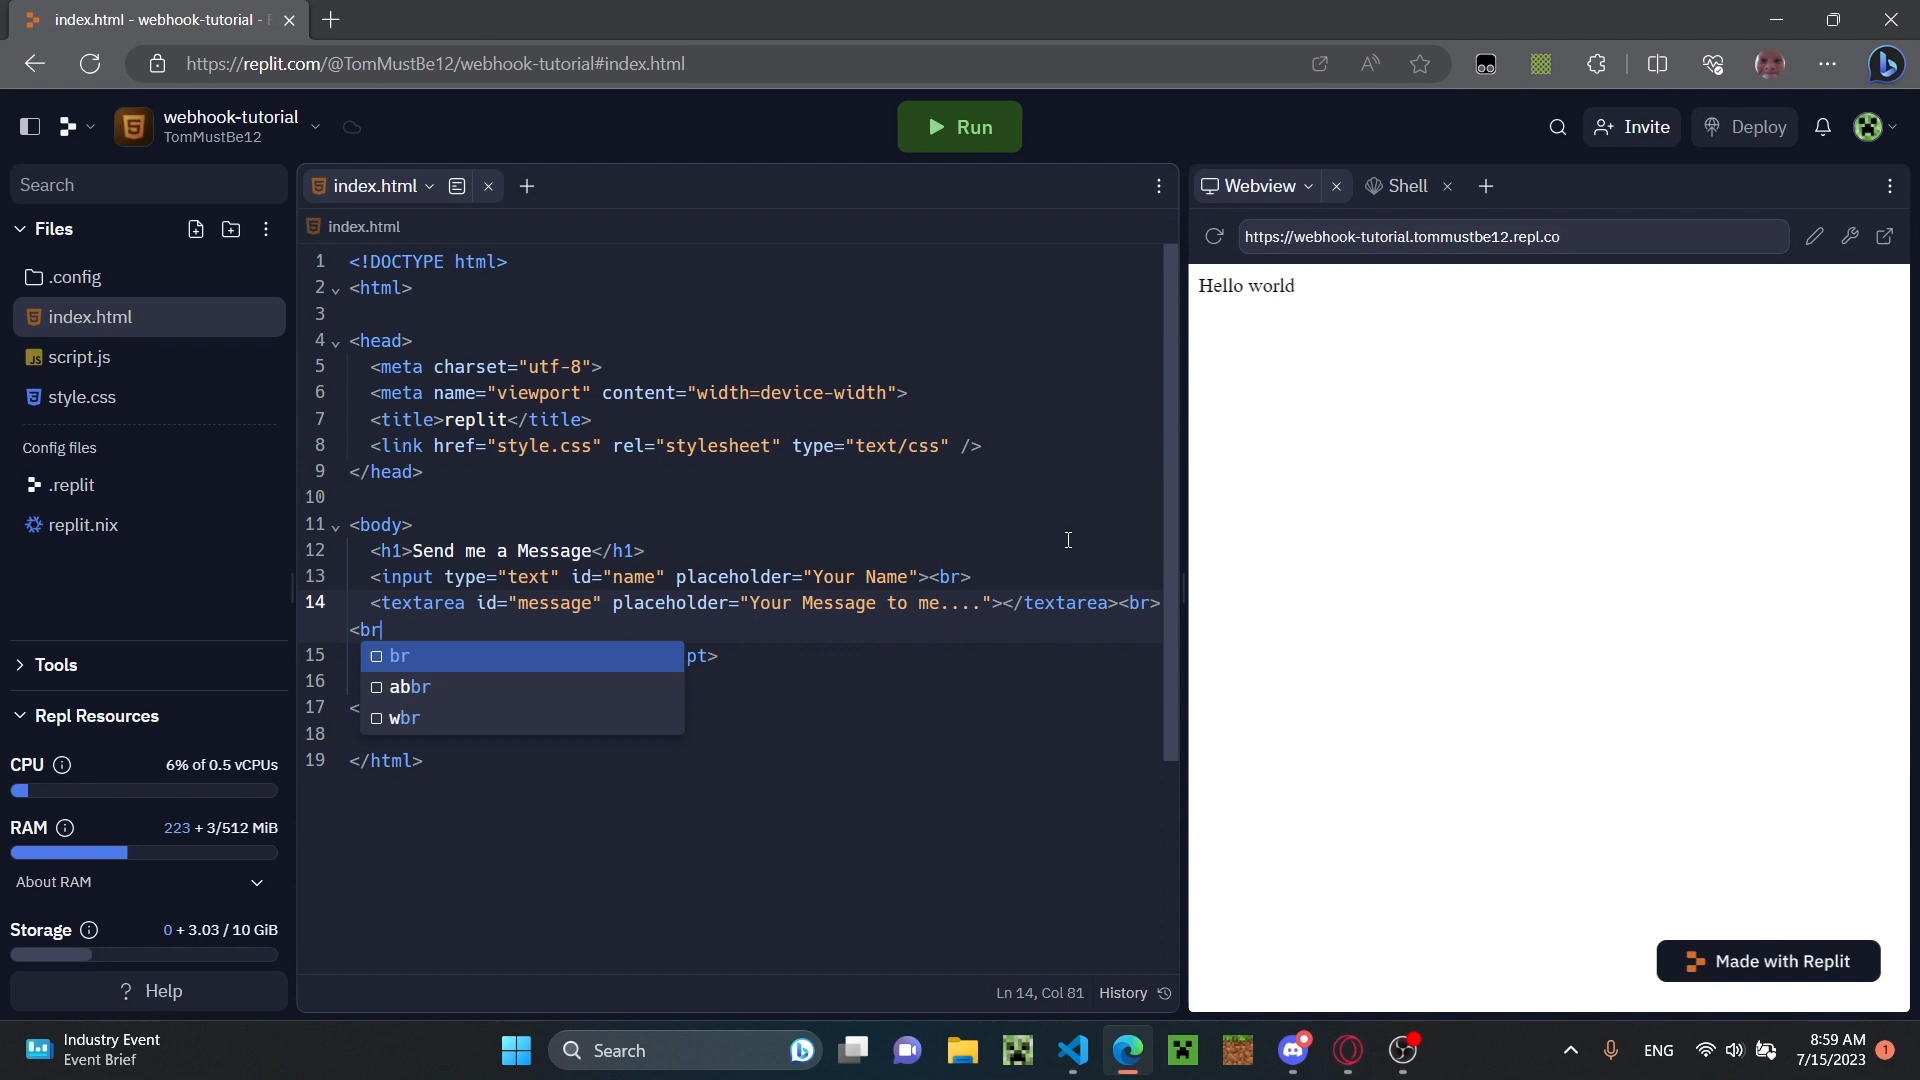 index.html - webhook-tutorial -
https://replit.com/@TomMustBe12/webhook-tutorial#index.html
webhook-tutorial
TomMustBe12
Run
Invite
Deploy
Search
Files
.config
index.html
script.js
style.css
Config files
.replit
replit.nix
Tools
Repl Resources
CPU
6% of 0.5 vCPUs
RAM
223 + 3/512 MiB
About RAM
Storage
0 + 3.03 / 10 GiB
? Help
index.html
index.html
1 <!DOCTYPE html>
2 <html>
3
4 <head>
5 <meta charset="utf-8">
6 <meta name="viewport" content="width=device-width">
7 <title>replit</title>
8 <link href="style.css" rel="stylesheet" type="text/css" />
9 </head>
10
11 <body>
12 <h1>Send me a Message</h1>
13 <input type="text" id="name" placeholder="Your Name"><br>
14 <textarea id="message" placeholder="Your Message to me...."></textarea><br>
<br
15 pt>
br
16
abbr
17 <
wbr
18
19 </html>
Ln 14, Col 81 History
Webview
Shell
https://webhook-tutorial.tommustbe12.repl.co
Hello world
Made with Replit
Industry Event
Event Brief
Search
ENG
8:59 AM
7/15/2023
1